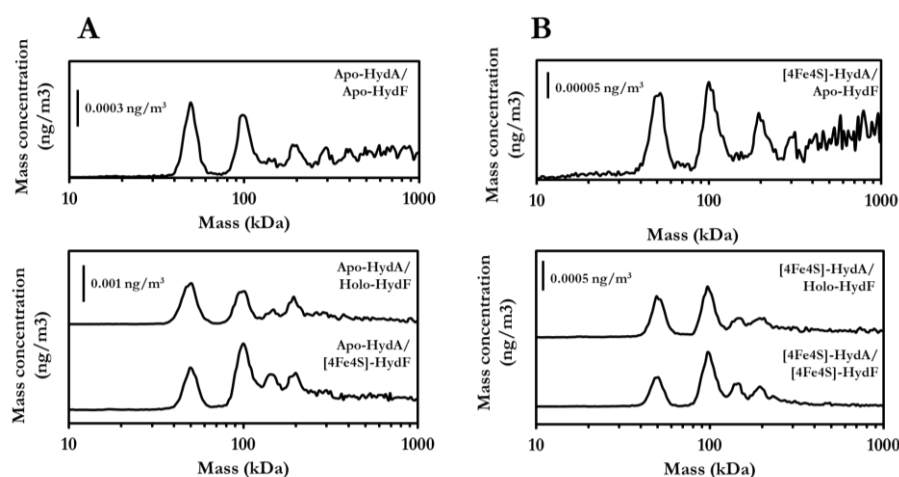 A
Mass concentration
(ng/m3)
0.0003 ng/m³
Apo-HydA/
Apo-HydF
10 100 1000
Mass (kDa)
Mass concentration
(ng/m3)
0.001 ng/m³
Apo-HydA/
Holo-HydF
Apo-HydA/
[4Fe4S]-HydF
10 100 1000
Mass (kDa)
B
Mass concentration
(ng/m3)
0.00005 ng/m³
[4Fe4S]-HydA/
Apo-HydF
10 100 1000
Mass (kDa)
Mass concentration
(ng/m3)
0.0005 ng/m³
[4Fe4S]-HydA/
Holo-HydF
[4Fe4S]-HydA/
[4Fe4S]-HydF
10 100 1000
Mass (kDa)